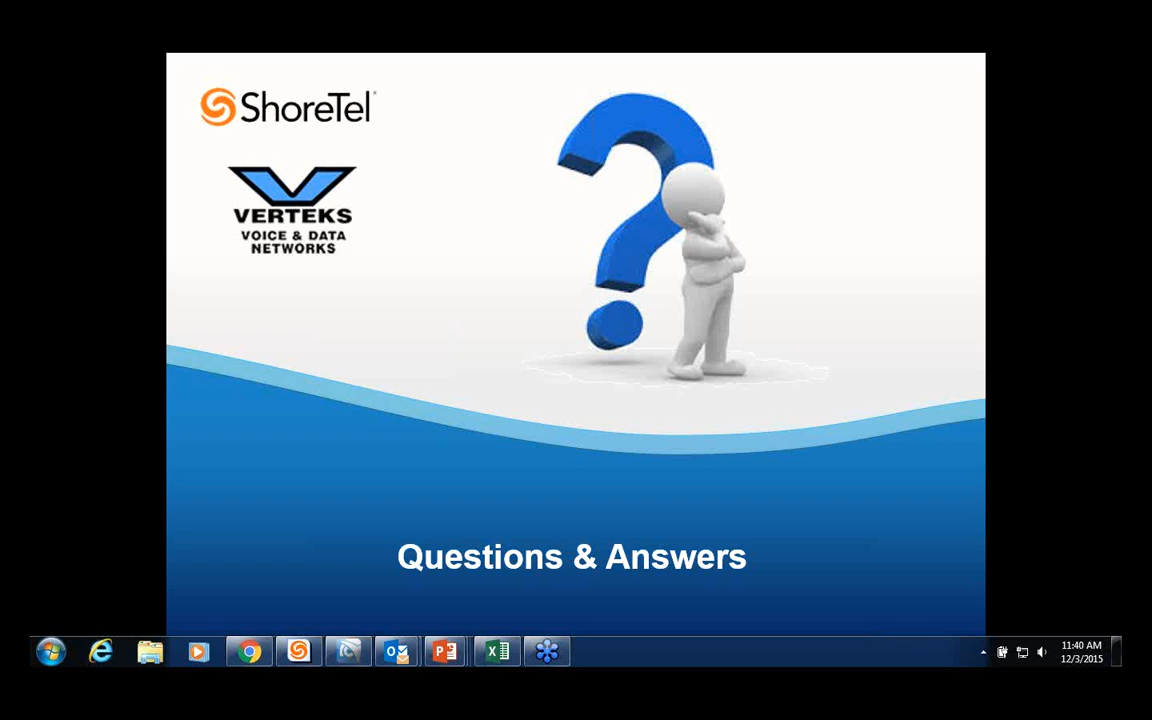 ShoreTel
VERTEKS
VOICE & DATA
NETWORKS
Questions & Answers
11:40 AM
12/3/2015